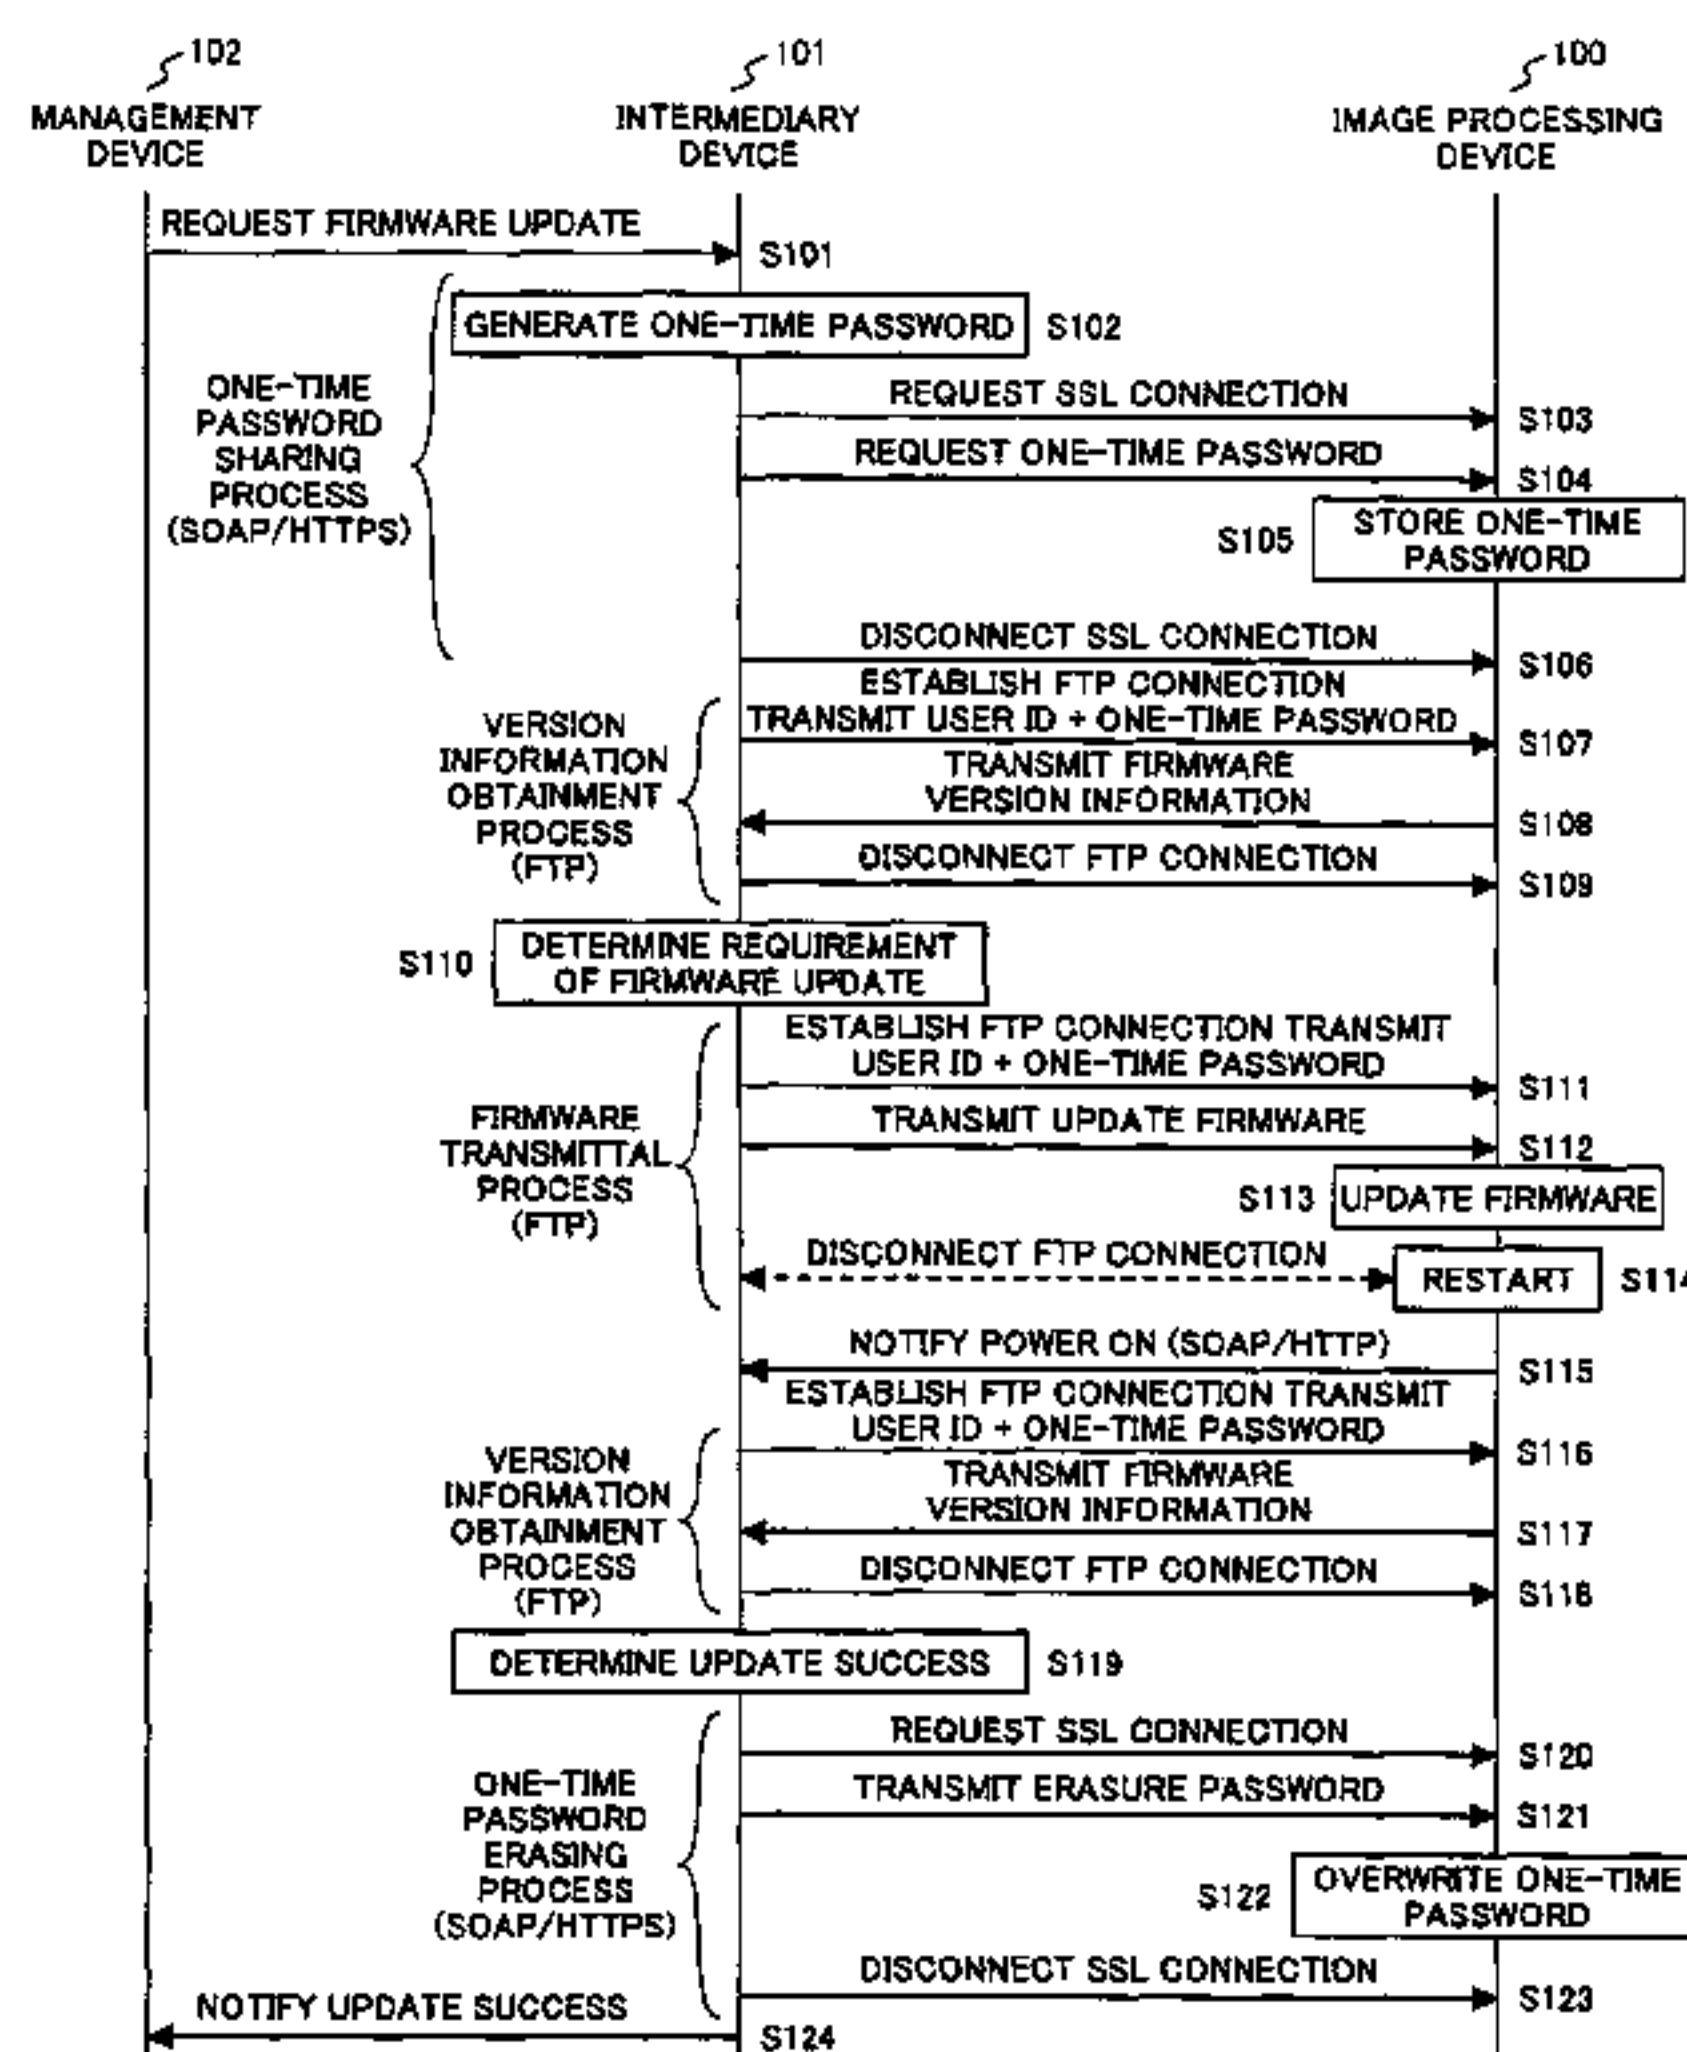 102
101
100
MANAGEMENT
DEVICE
INTERMEDIARY
DEVICE
IMAGE PROCESSING
DEVICE
REQUEST FIRMWARE UPDATE
S101
GENERATE ONE-TIME PASSWORD
S102
ONE-TIME
PASSWORD
SHARING
PROCESS
(SOAP/HTTPS)
REQUEST SSL CONNECTION
S103
REQUEST ONE-TIME PASSWORD
S104
S105
STORE ONE-TIME
PASSWORD
DISCONNECT SSL CONNECTION
S106
VERSION
INFORMATION
OBTAINMENT
PROCESS
(FTP)
ESTABLISH FTP CONNECTION
TRANSMIT USER ID + ONE-TIME PASSWORD
S107
TRANSMIT FIRMWARE
VERSION INFORMATION
S108
DISCONNECT FTP CONNECTION
S109
S110
DETERMINE REQUIREMENT
OF FIRMWARE UPDATE
FIRMWARE
TRANSMITTAL
PROCESS
(FTP)
ESTABLISH FTP CONNECTION TRANSMIT
USER ID + ONE-TIME PASSWORD
S111
TRANSMIT UPDATE FIRMWARE
S112
S113
UPDATE FIRMWARE
DISCONNECT FTP CONNECTION
RESTART
S114
NOTIFY POWER ON (SOAP/HTTP)
S115
VERSION
INFORMATION
OBTAINMENT
PROCESS
(FTP)
ESTABLISH FTP CONNECTION TRANSMIT
USER ID + ONE-TIME PASSWORD
S116
TRANSMIT FIRMWARE
VERSION INFORMATION
S117
DISCONNECT FTP CONNECTION
S118
DETERMINE UPDATE SUCCESS
S119
ONE-TIME
PASSWORD
ERASING
PROCESS
(SOAP/HTTPS)
REQUEST SSL CONNECTION
S120
TRANSMIT ERASURE PASSWORD
S121
S122
OVERWRITE ONE-TIME
PASSWORD
DISCONNECT SSL CONNECTION
S123
NOTIFY UPDATE SUCCESS
S124